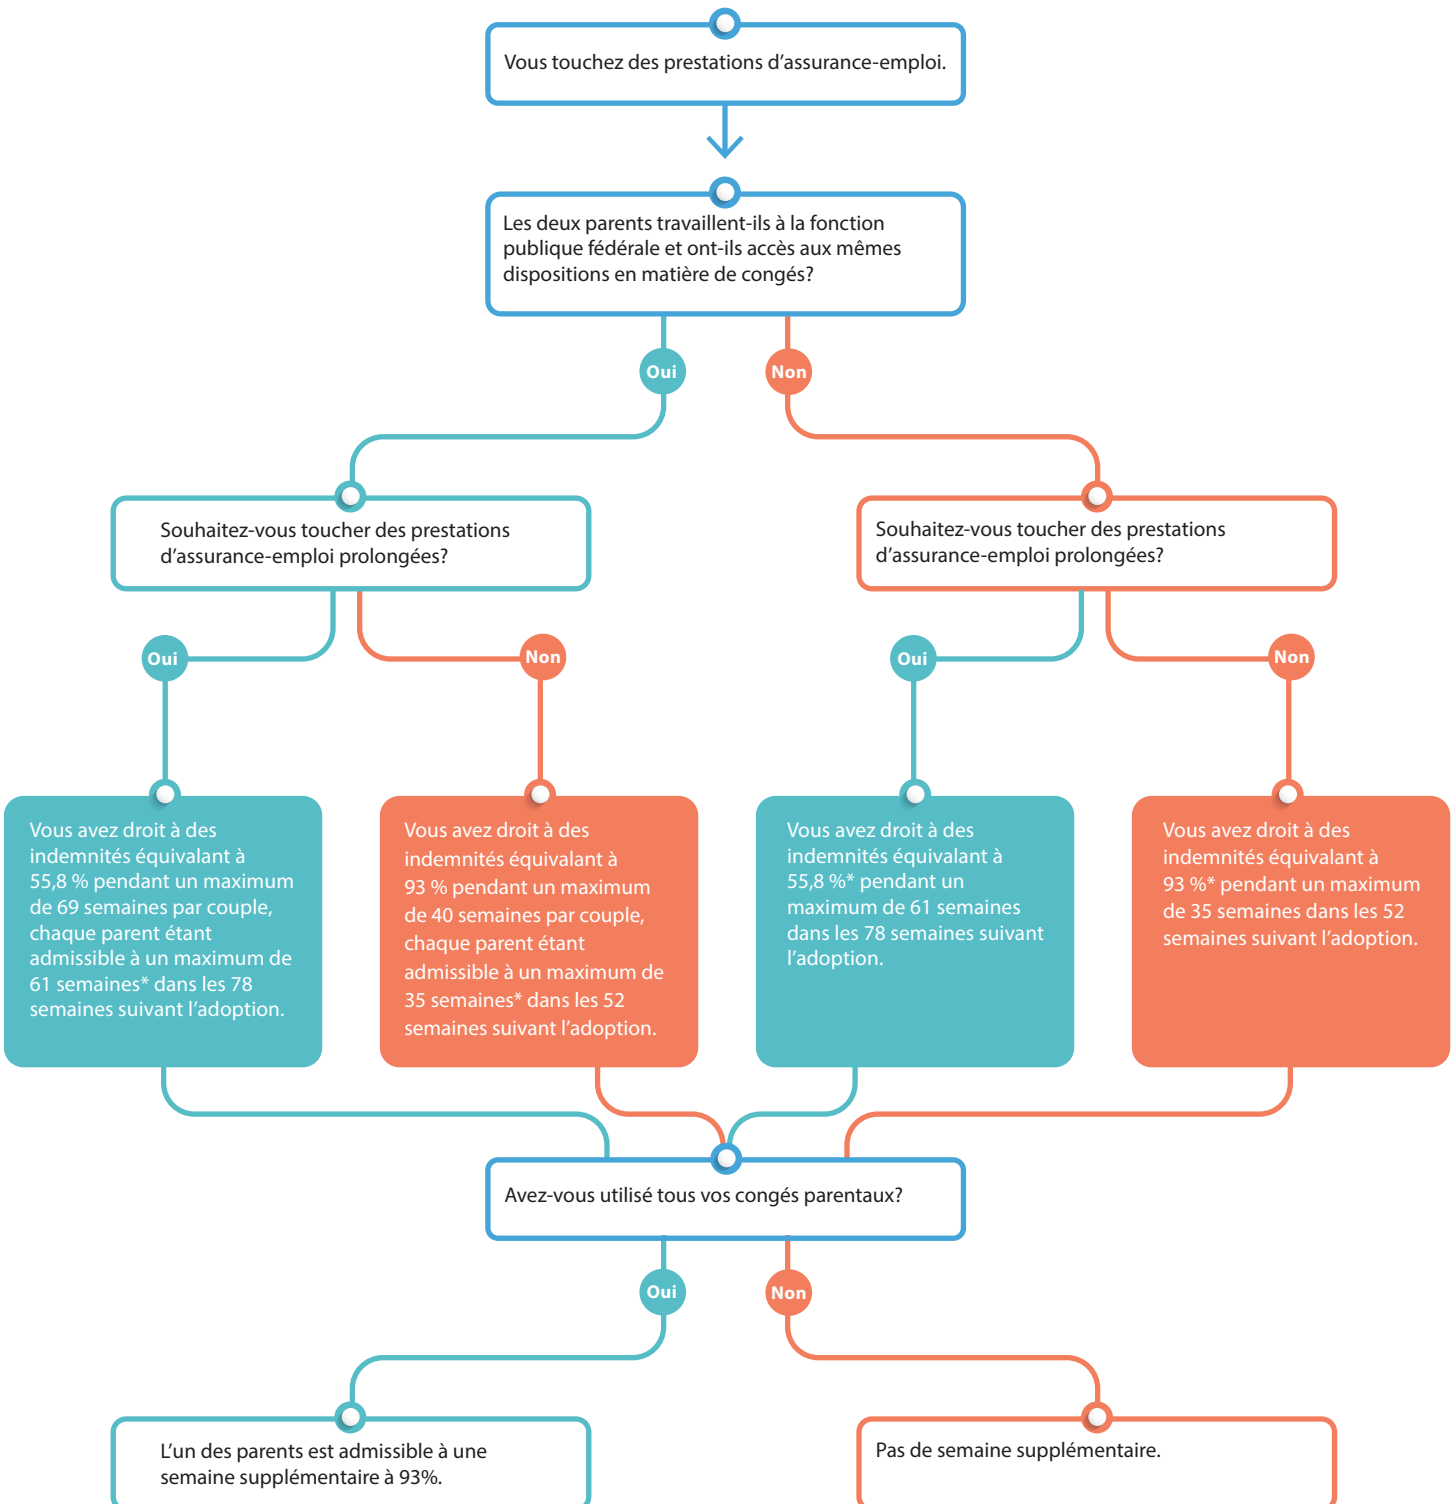 Vous touchez des prestations d’assurance-emploi.
Les deux parents travaillent-ils à la fonction
publique fédérale et ont-ils accès aux mêmes
dispositions en matière de congés?
Oui
Non
Souhaitez-vous toucher des prestations
d’assurance-emploi prolongées?
Souhaitez-vous toucher des prestations
d’assurance-emploi prolongées?
Oui
Non
Oui
Non
Vous avez droit à des
indemnités équivalant à
55,8 % pendant un maximum
de 69 semaines par couple,
chaque parent étant
admissible à un maximum de
61 semaines* dans les 78
semaines suivant l’adoption.
Vous avez droit à des
indemnités équivalant à
93 % pendant un maximum
de 40 semaines par couple,
chaque parent étant
admissible à un maximum de
35 semaines* dans les 52
semaines suivant l’adoption.
Vous avez droit à des
indemnités équivalant à
55,8 %* pendant un
maximum de 61 semaines
dans les 78 semaines suivant
l’adoption.
Vous avez droit à des
indemnités équivalant à
93 %* pendant un maximum
de 35 semaines dans les 52
semaines suivant l’adoption.
Avez-vous utilisé tous vos congés parentaux?
Oui
Non
L’un des parents est admissible à une
semaine supplémentaire à 93%.
Pas de semaine supplémentaire.